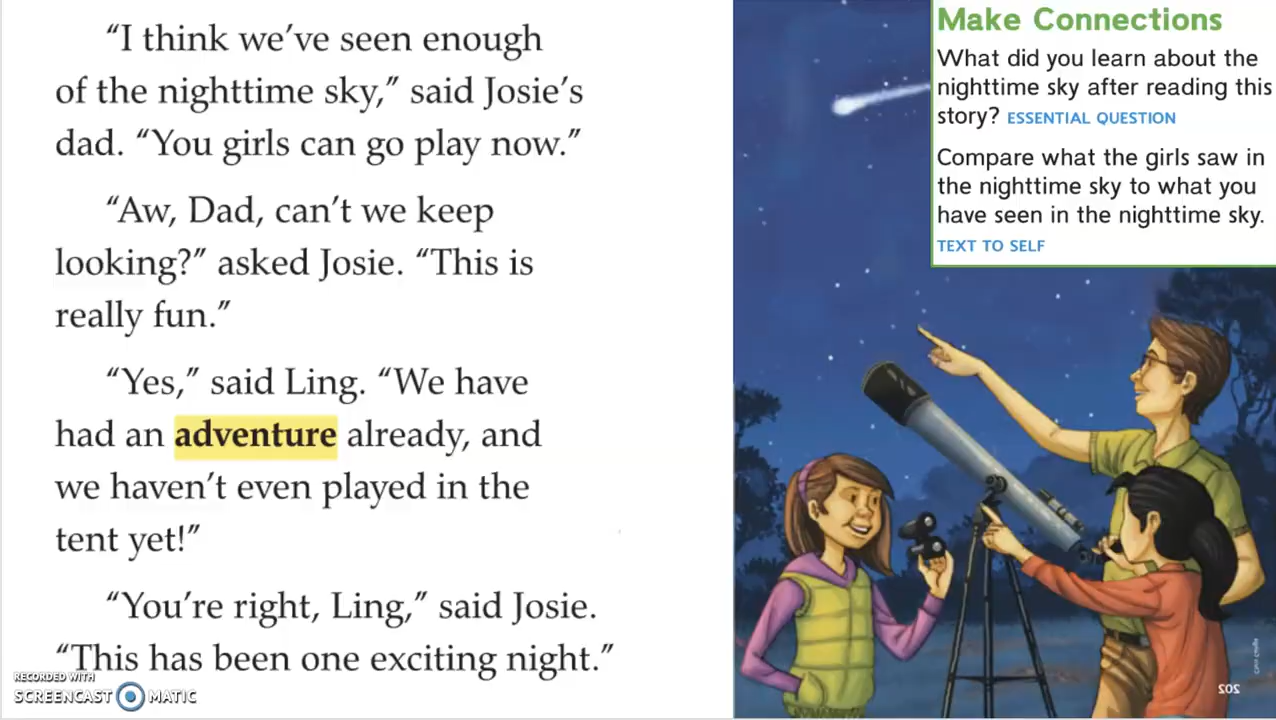 “I think we’ve seen enough
of the nighttime sky,” said Josie’s
dad. “You girls can go play now.”
“Aw, Dad, can’t we keep
looking?” asked Josie. “This is
really fun.”
“Yes,” said Ling. “We have
had an adventure already, and
we haven’t even played in the
tent yet!”
“You’re right, Ling,” said Josie.
“This has been one exciting night.”
Make Connections
What did you learn about the
nighttime sky after reading this
story? ESSENTIAL QUESTION
Compare what the girls saw in
the nighttime sky to what you
have seen in the nighttime sky.
TEXT TO SELF
RECORDED WITH
SCREENCAST MATIC
202